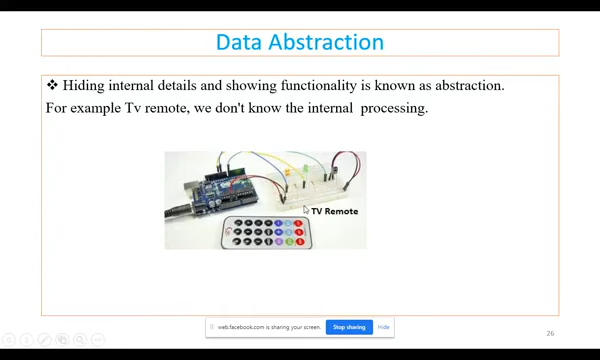 Data Abstraction
❖ Hiding internal details and showing functionality is known as abstraction.
For example Tv remote, we don't know the internal processing.
TV Remote
web.facebook.com is sharing your screen. Stop sharing Hide
26